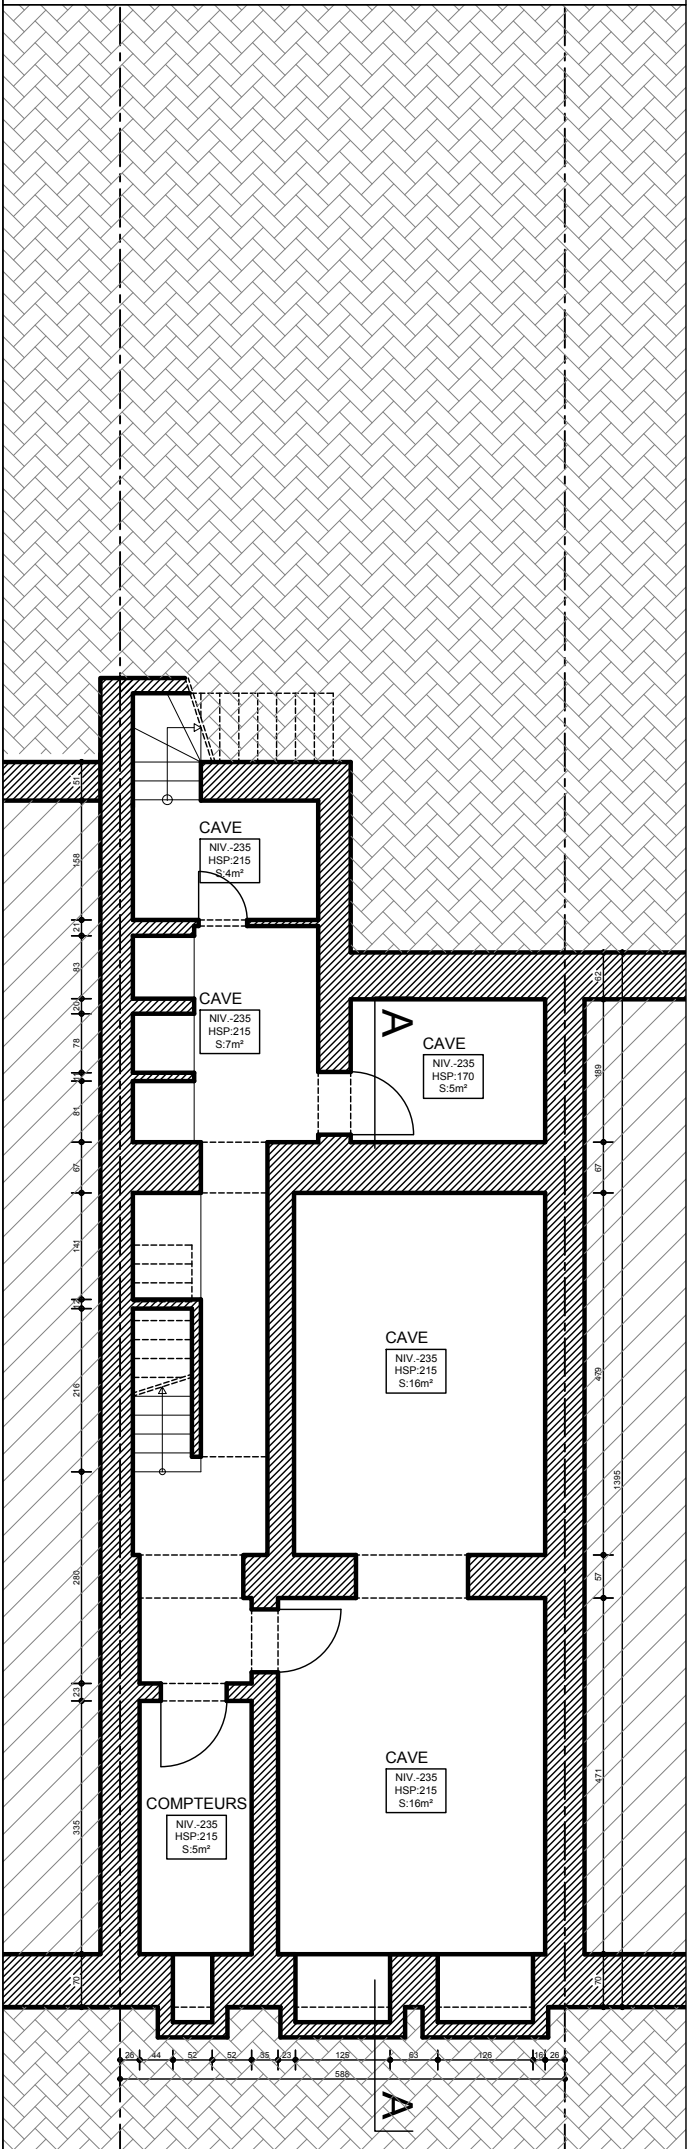 CAVE
NIV.-235
HSP:215
S:4m²
CAVE
NIV.-235
HSP:215
S:7m²
A
CAVE
NIV.-235
HSP:170
S:5m²
CAVE
NIV.-235
HSP:215
S:16m²
CAVE
NIV.-235
HSP:215
S:16m²
COMPTEURS
NIV.-235
HSP:215
S:5m²
51
158
21
83
20
78
11
81
67
141
12
216
280
23
335
70
62
189
67
479
1395
57
471
70
26 44 52 52 35 23 125 63 126 16 26
588
A